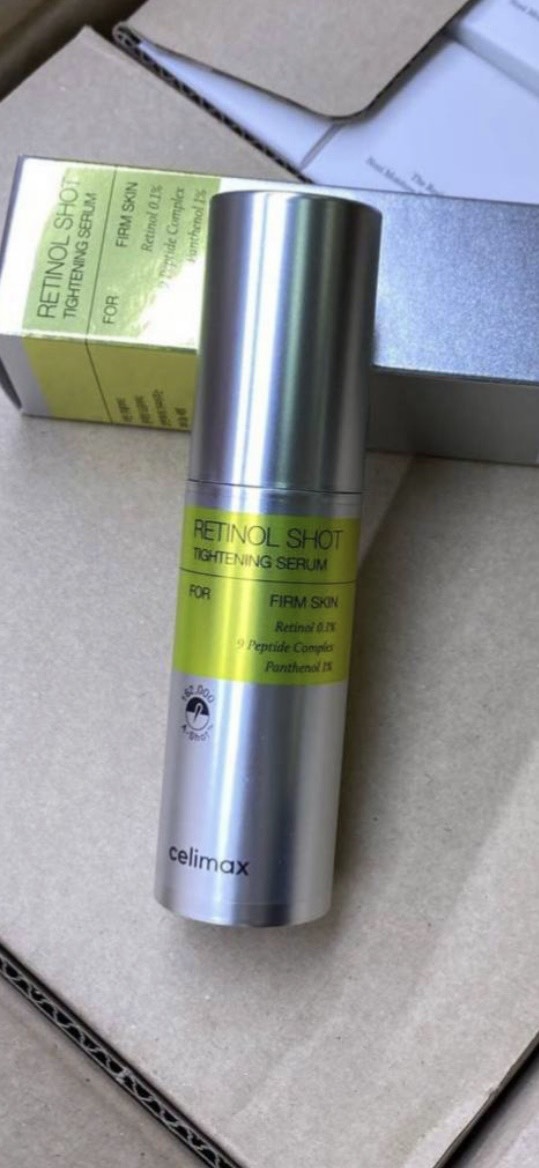 RETINOL SHOT
TIGHTENING SERUM
FOR
FIRM SKIN
Retinol 0.1%
9 Peptide Complex
Panthenol 1%
RETINOL SHOT
TIGHTENING SERUM
FOR FIRM SKIN
Retinol 0.1%
9 Peptide Complex
Panthenol 1%
celimax